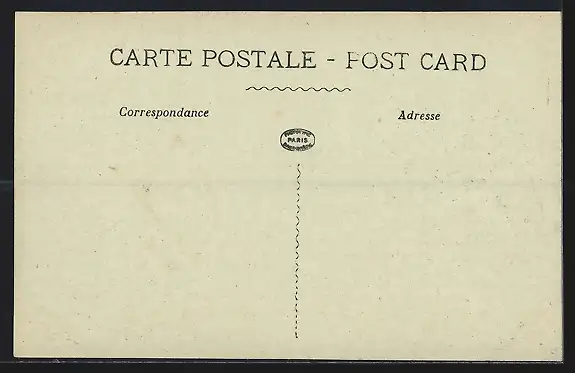 CARTE POSTALE - POST CARD
Correspondance
Adresse
PARIS